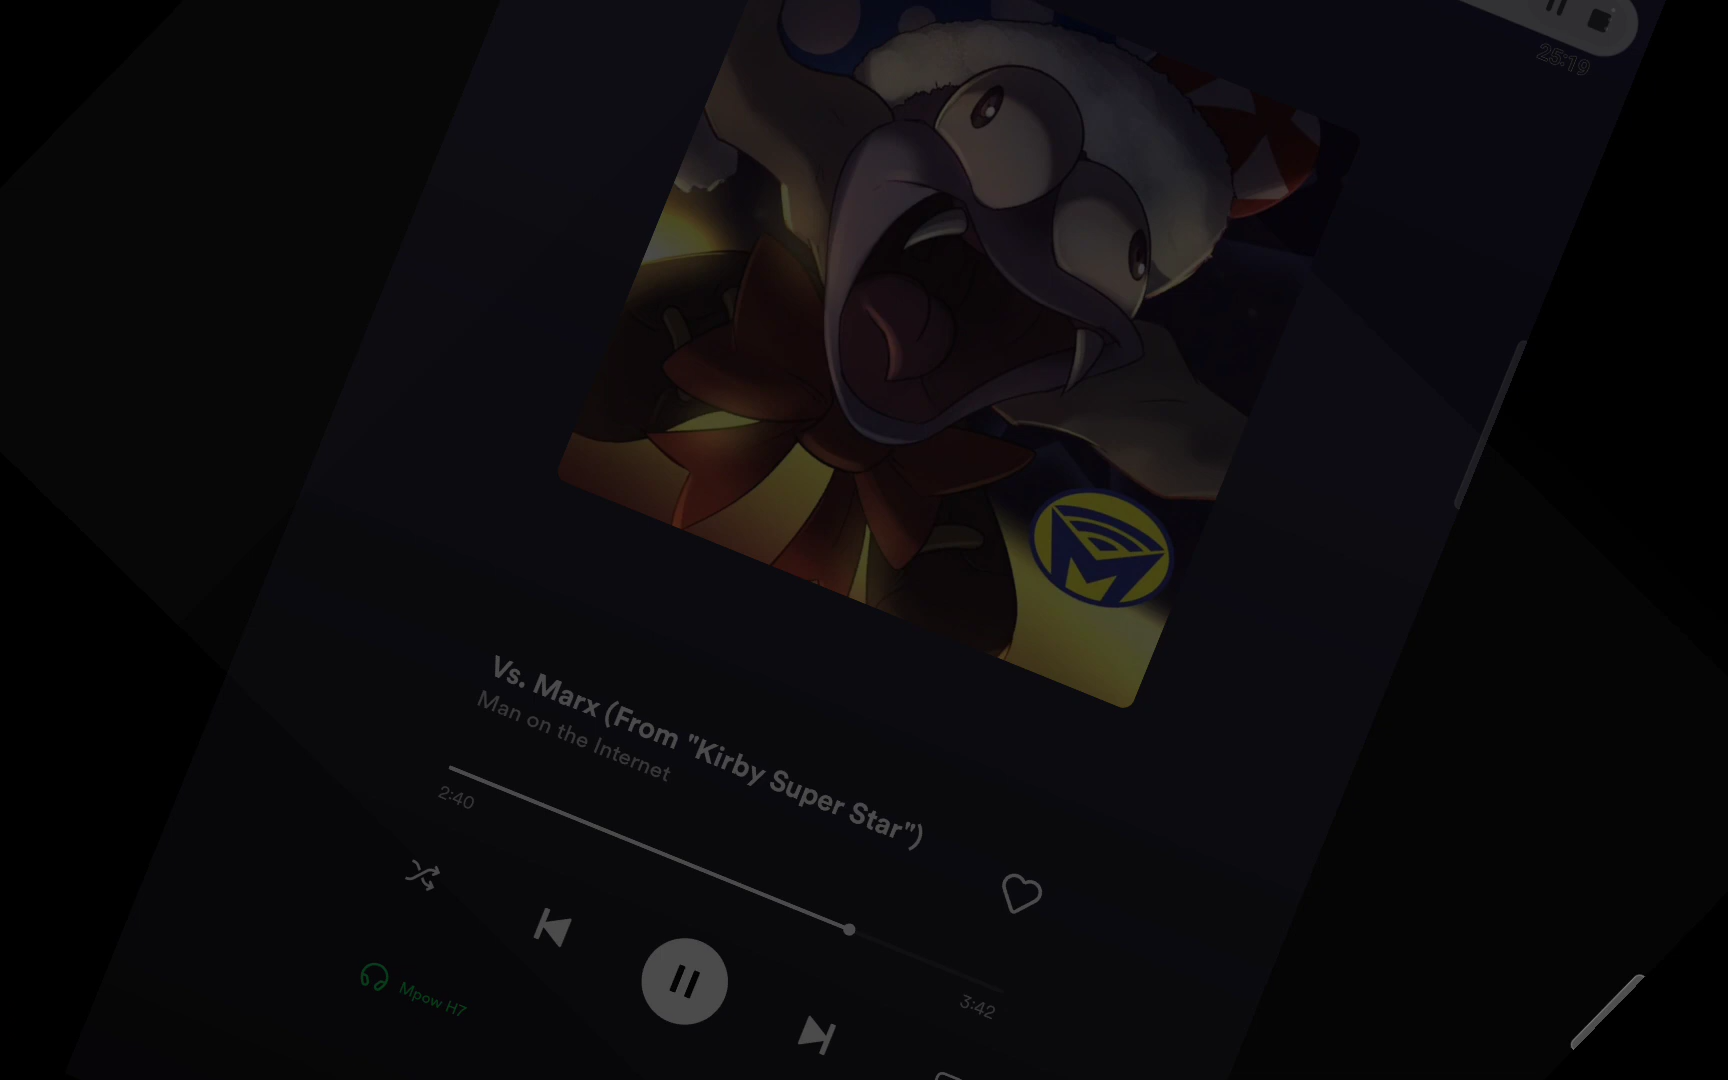 25:19
Vs. Marx (From "Kirby Super Star")
Man on the Internet
2:40
3:42
Mpow H7